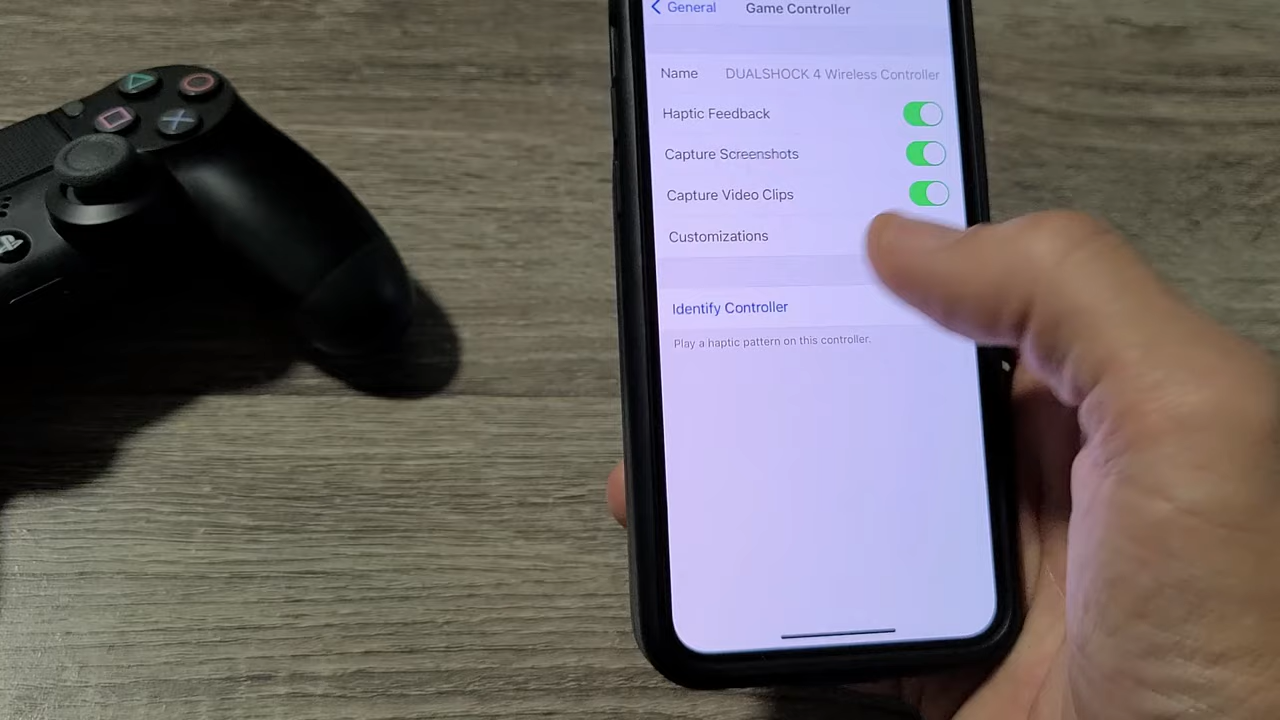 General
Game Controller
Name
DUALSHOCK 4 Wireless Controller
Haptic Feedback
Capture Screenshots
Capture Video Clips
Customizations
Identify Controller
Play a haptic pattern on this controller.